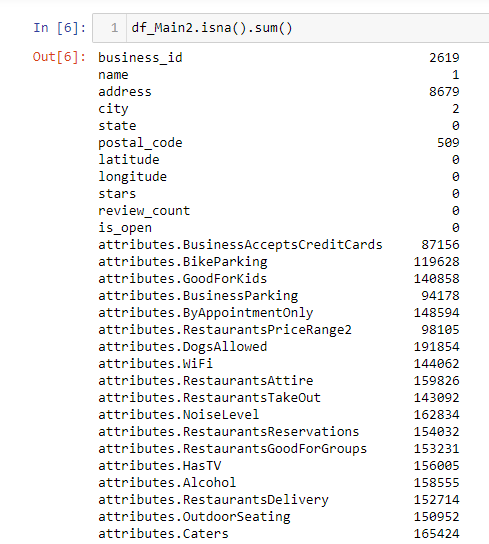 In [6]: 1 df_Main2.isna().sum()
Out[6]: business_id 2619
name 1
address 8679
city 2
state 0
postal_code 509
latitude 0
longitude 0
stars 0
review_count 0
is_open 0
attributes.BusinessAcceptsCreditCards 87156
attributes.BikeParking 119628
attributes.GoodForKids 140858
attributes.BusinessParking 94178
attributes.ByAppointmentOnly 148594
attributes.RestaurantsPriceRange2 98105
attributes.DogsAllowed 191854
attributes.WiFi 144062
attributes.RestaurantsAttire 159826
attributes.RestaurantsTakeOut 143092
attributes.NoiseLevel 162834
attributes.RestaurantsReservations 154032
attributes.RestaurantsGoodForGroups 153231
attributes.HasTV 156005
attributes.Alcohol 158555
attributes.RestaurantsDelivery 152714
attributes.OutdoorSeating 150952
attributes.Caters 165424